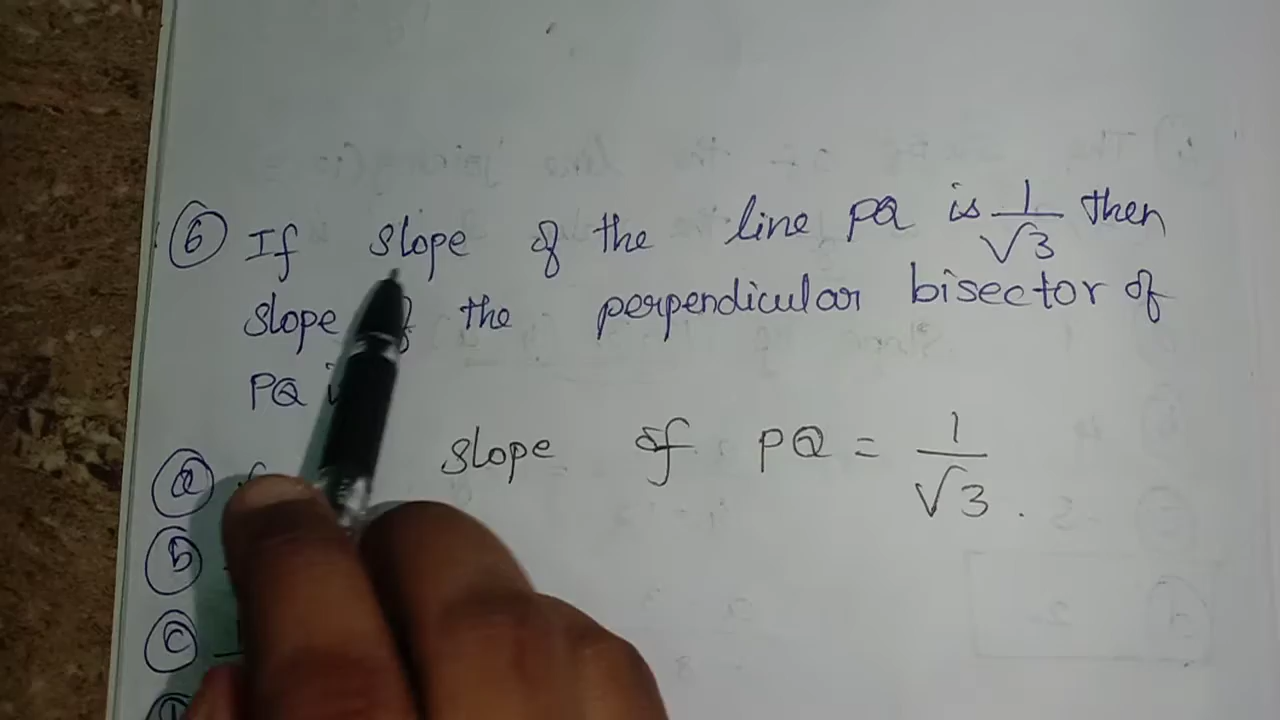 6 If slope of the line PQ is 1/√3 then
slope of the perpendicular bisector of
PQ
slope of PQ = 1/√3.
a
b
c